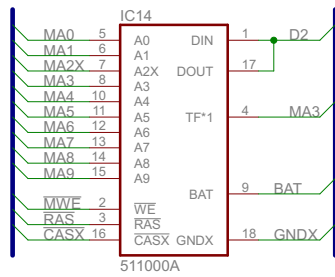 IC14
MA0 5 A0 DIN 1 D2
MA1 6 A1
MA2X 7 A2X DOUT 17
MA3 8 A3
MA4 10 A4
MA5 11 A5 TF*1 4 MA3
MA6 12 A6
MA7 13 A7
MA8 14 A8
MA9 15 A9
BAT 9 BAT
MWE 2 WE
RAS 3 RAS
CASX 16 CASX GNDX 18 GNDX
511000A